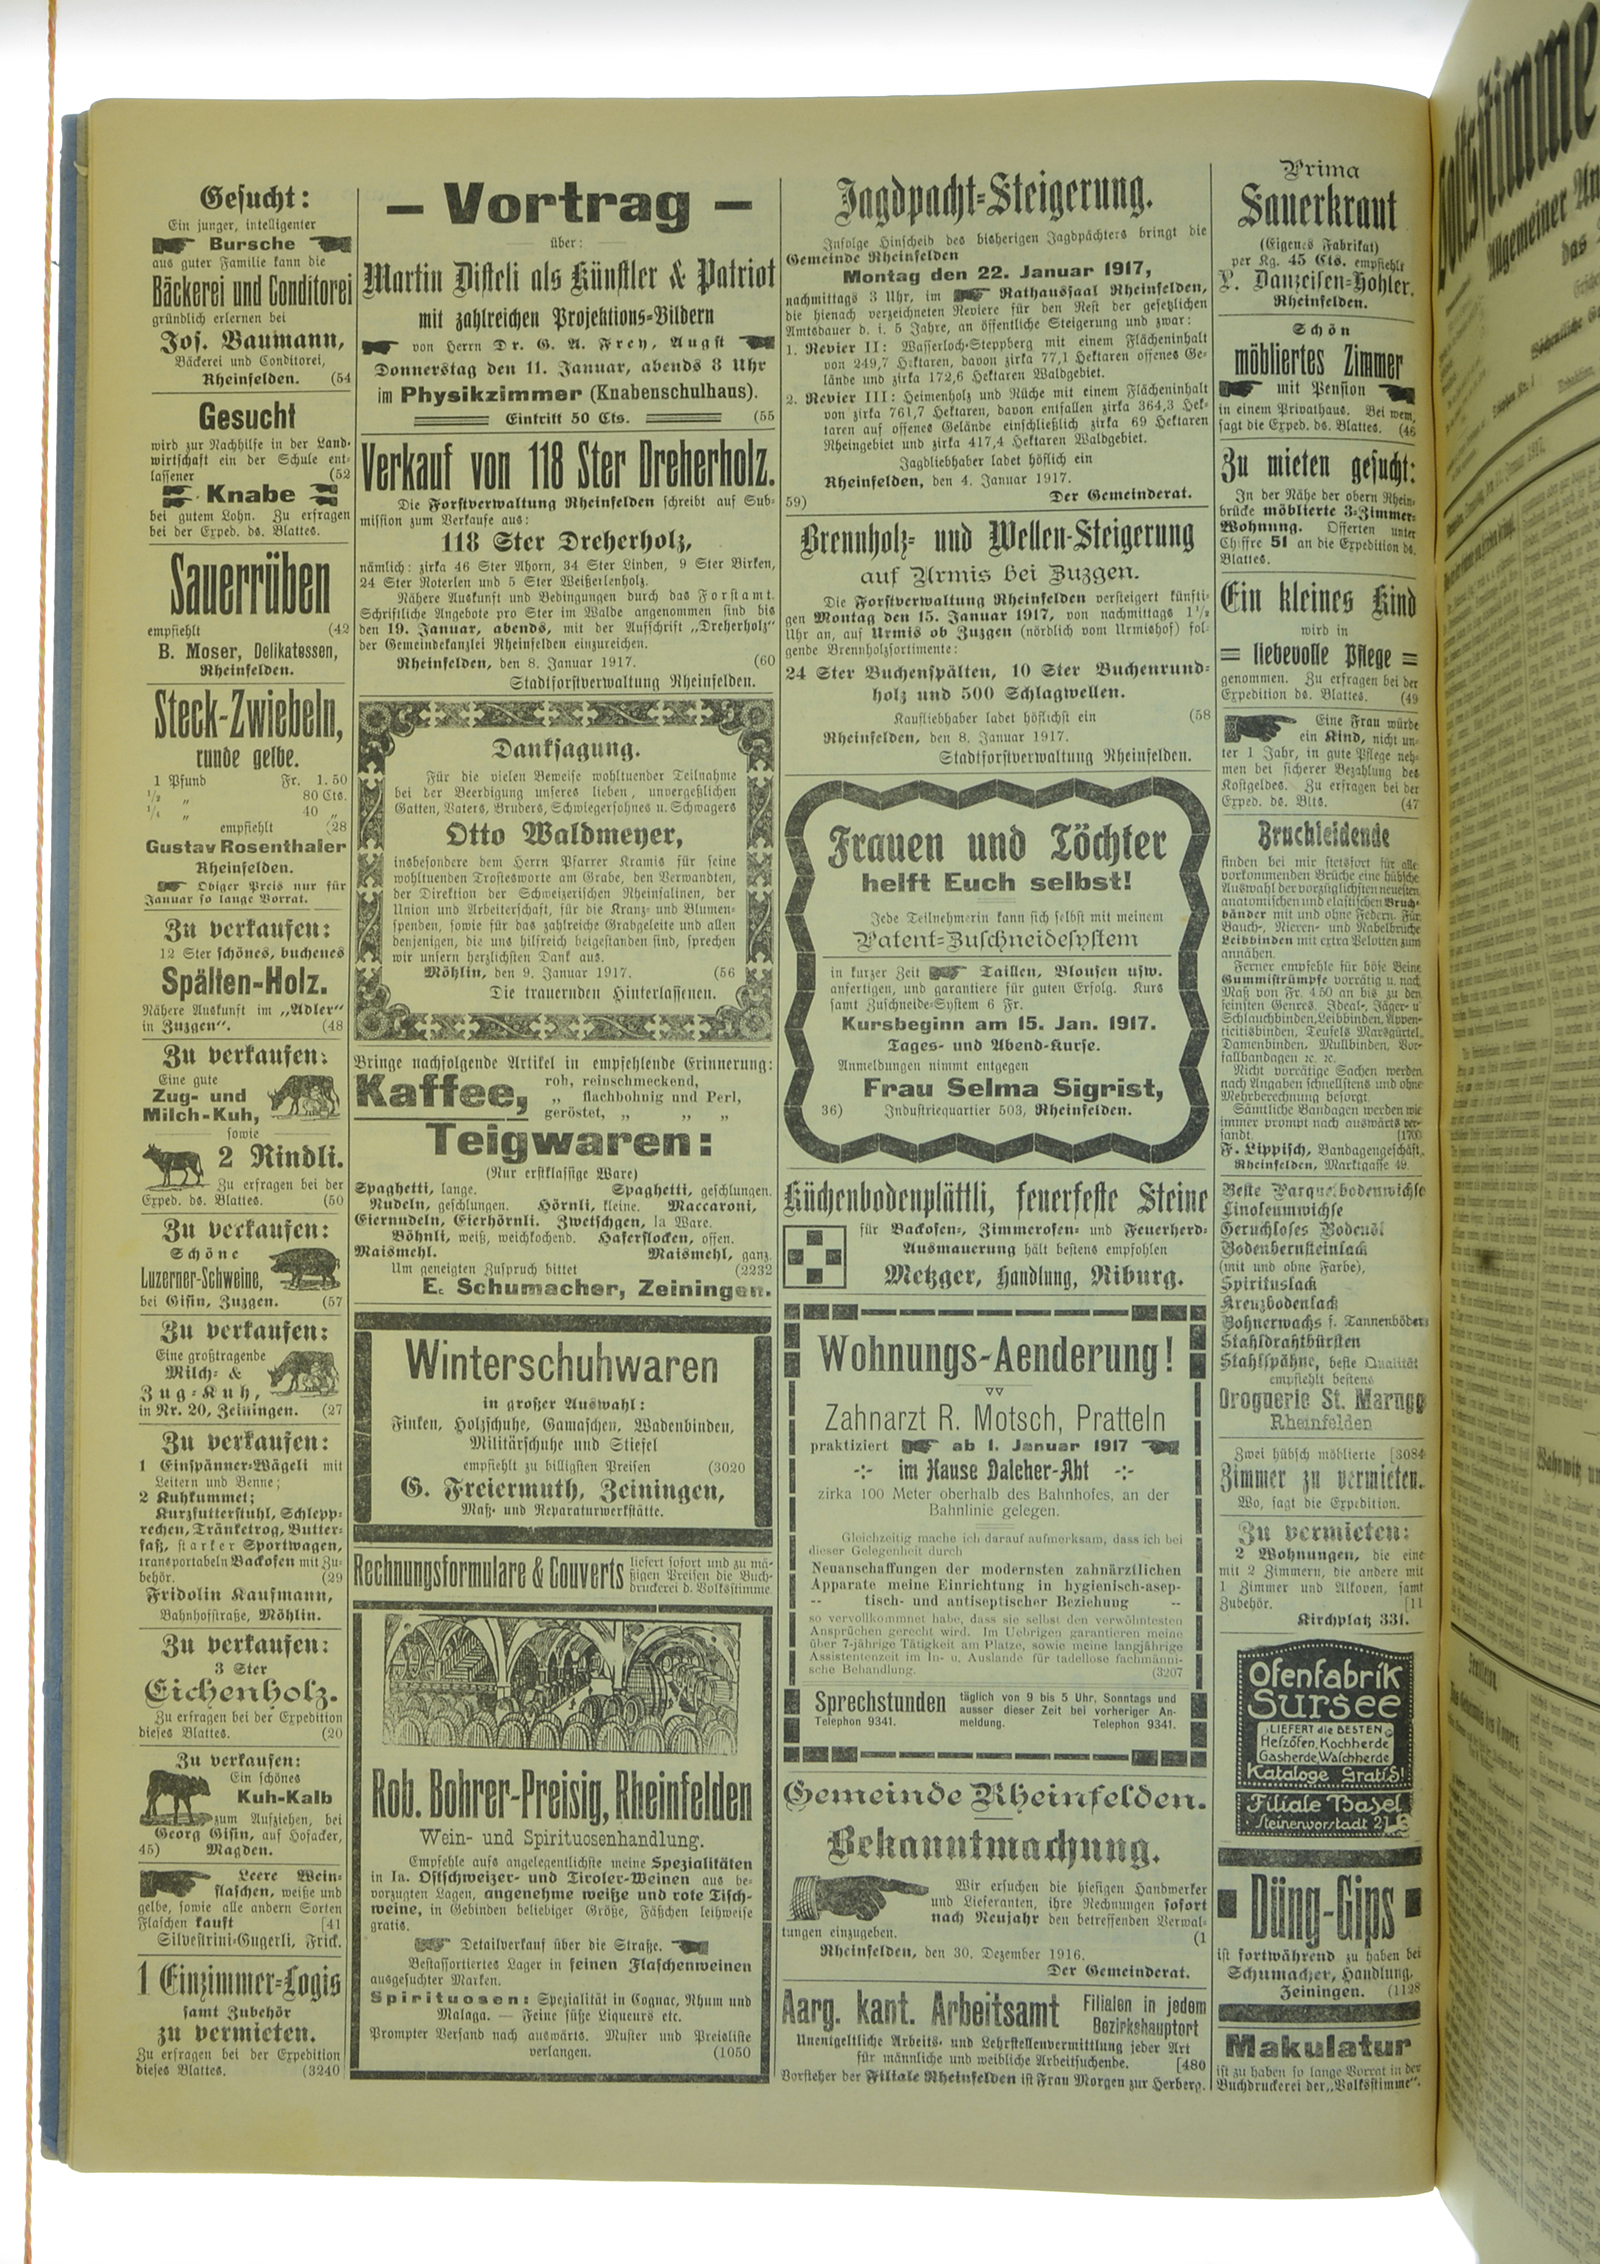 Gesucht:
Ein junger, intelligenter
Bursche
aus guter Familie kann die
Bäckerei und Conditorei
gründlich erlernen bei
Jos. Baumann,
Bäckerei und Conditorei,
Rheinfelden. (54
Gesucht
wird zur Nachhilfe in der Land-
wirtschaft ein der Schule ent-
lassener (52
Knabe
bei gutem Lohn. Zu erfragen
bei der Exped. ds. Blattes.
Sauerrüben
empfiehlt (42
B. Moser, Delikatessen,
Rheinfelden.
Steck-Zwiebeln,
runde gelbe.
1 Pfund Fr. 1.50
1/2 „ 80 Cts.
1/4 „ 40 „
empfiehlt (28
Gustav Rosenthaler
Rheinfelden.
Obiger Preis nur für
Januar so lange Vorrat.
Zu verkaufen:
12 Ster schönes, buchenes
Spälten-Holz.
Nähere Auskunft im „Adler"
in Zuzgen". (48
Zu verkaufen:
Eine gute
Zug- und
Milch-Kuh,
sowie
2 Rindli.
Zu erfragen bei der
Exped. ds. Blattes. (50
Zu verkaufen:
Schöne
Luzerner-Schweine,
bei Gisin, Zuzgen. (57
Zu verkaufen:
Eine großtragende
Milch- &
Zug-Kuh,
in Nr. 20, Zeiningen. (27
Zu verkaufen:
1 Einspänner-Wägeli mit
Leitern und Benne;
2 Kuhkummet;
Kurzfutterstuhl, Schlepp-
rechen, Tränketrog, Butter-
faß, starker Sportwagen,
transportabeln Backofen mit Zu-
behör. (29
Fridolin Kaufmann,
Bahnhofstraße, Möhlin.
Zu verkaufen:
3 Ster
Eichenholz.
Zu erfragen bei der Expedition
dieses Blattes. (20
Zu verkaufen:
Ein schönes
Kuh-Kalb
zum Aufziehen, bei
Georg Gisin, auf Hofacker,
45) Magden.
Leere Wein-
flaschen, weiße und
gelbe, sowie alle andern Sorten
Flaschen kauft [41
Silvestrini-Gugerli, Frick.
1 Einzimmer-Logis
samt Zubehör
zu vermieten.
Zu erfragen bei der Expedition
dieses Blattes. (3240
– Vortrag –
über:
Martin Disteli als Künstler & Patriot
mit zahlreichen Projektions-Bildern
von Herrn Dr. G. A. Frey, Augst
Donnerstag den 11. Januar, abends 8 Uhr
im Physikzimmer (Knabenschulhaus).
Eintritt 50 Cts. (55
Verkauf von 118 Ster Dreherholz.
Die Forstverwaltung Rheinfelden schreibt auf Sub-
mission zum Verkaufe aus:
118 Ster Dreherholz,
nämlich: zirka 46 Ster Ahorn, 34 Ster Linden, 9 Ster Birken,
24 Ster Roterlen und 5 Ster Weißerlenholz.
Nähere Auskunft und Bedingungen durch das Forstamt.
Schriftliche Angebote pro Ster im Walde angenommen sind bis
den 19. Januar, abends, mit der Aufschrift „Dreherholz"
der Gemeindekanzlei Rheinfelden einzureichen.
Rheinfelden, den 8. Januar 1917. (60
Stadtforstverwaltung Rheinfelden.
Danksagung.
Für die vielen Beweise wohltuender Teilnahme
bei der Beerdigung unseres lieben, unvergeßlichen
Gatten, Vaters, Bruders, Schwiegersohnes u. Schwagers
Otto Waldmeyer,
insbesondere dem Herrn Pfarrer Kramis für seine
wohltuenden Trostesworte am Grabe, den Verwandten,
der Direktion der Schweizerischen Rheinsalinen, der
Union und Arbeiterschaft, für die Kranz- und Blumen-
spenden, sowie für das zahlreiche Grabgeleite und allen
denjenigen, die uns hilfreich beigestanden sind, sprechen
wir unsern herzlichsten Dank aus.
Möhlin, den 9. Januar 1917. (56
Die trauernden Hinterlassenen.
Bringe nachfolgende Artikel in empfehlende Erinnerung:
Kaffee, roh, reinschmeckend,
„ flachbohnig und Perl,
geröstet, „ „ „
Teigwaren:
(Nur erstklassige Ware)
Spaghetti, lange. Spaghetti, geschlungen.
Nudeln, geschlungen. Hörnli, kleine. Maccaroni,
Eiernudeln, Eierhörnli. Zwetschgen, Ia Ware.
Böhnli, weiß, weichkochend. Haferflocken, offen.
Maismehl. Maismehl, ganz.
Um geneigten Zuspruch bittet (2232
E. Schumacher, Zeiningen.
Winterschuhwaren
in großer Auswahl:
Finken, Holzschuhe, Gamaschen, Wadenbinden,
Militärschuhe und Stiefel
empfiehlt zu billigsten Preisen (3020
G. Freiermuth, Zeiningen,
Maß- und Reparaturwerkstätte.
Rechnungsformulare & Couverts liefert sofort und zu mä-
ßigen Preisen die Buch-
druckerei d. Volksstimme.
Rob. Bohrer-Preisig, Rheinfelden
Wein- und Spirituosenhandlung.
Empfehle aufs angelegentlichste meine Spezialitäten
in Ia. Ostschweizer- und Tiroler-Weinen aus be-
vorzugten Lagen, angenehme weiße und rote Tisch-
weine, in Gebinden beliebiger Größe, Fäßchen leihweise
gratis.
Detailverkauf über die Straße.
Bestassortiertes Lager in feinen Flaschenweinen
ausgesuchter Marken.
Spirituosen: Spezialität in Cognac, Rhum und
Malaga. — Feine süße Liqueurs etc.
Prompter Versand nach auswärts. Muster und Preisliste
verlangen. (1050
Jagdpacht-Steigerung.
Infolge Hinscheid des bisherigen Jagdpächters bringt die
Gemeinde Rheinfelden
Montag den 22. Januar 1917,
nachmittags 3 Uhr, im Rathaussaal Rheinfelden,
die hienach verzeichneten Reviere für den Rest der gesetzlichen
Amtsdauer d. i. 5 Jahre, an öffentliche Steigerung und zwar:
1. Revier II: Wasserloch-Steppberg mit einem Flächeninhalt
von 249,7 Hektaren, davon zirka 77,1 Hektaren offenes Ge-
lände und zirka 172,6 Hektaren Waldgebiet.
2. Revier III: Heimenholz und Rüche mit einem Flächeninhalt
von zirka 761,7 Hektaren, davon entfallen zirka 364,3 Hek-
taren auf offenes Gelände einschließlich zirka 69 Hektaren
Rheingebiet und zirka 417,4 Hektaren Waldgebiet.
Jagdliebhaber ladet höflich ein
Rheinfelden, den 4. Januar 1917.
59) Der Gemeinderat.
Brennholz- und Wellen-Steigerung
auf Urmis bei Zuzgen.
Die Forstverwaltung Rheinfelden versteigert künfti-
gen Montag den 15. Januar 1917, von nachmittags 1 1/2
Uhr an, auf Urmis ob Zuzgen (nördlich vom Urmishof) fol-
gende Brennholzsortimente:
24 Ster Buchenspälten, 10 Ster Buchenrund-
holz und 500 Schlagwellen.
Kaufliebhaber ladet höflichst ein (58
Rheinfelden, den 8. Januar 1917.
Stadtforstverwaltung Rheinfelden.
Frauen und Töchter
helft Euch selbst!
Jede Teilnehmerin kann sich selbst mit meinem
Patent-Zuschneidesystem
in kurzer Zeit Taillen, Blousen usw.
anfertigen, und garantiere für guten Erfolg. Kurs
samt Zuschneide-System 6 Fr.
Kursbeginn am 15. Jan. 1917.
Tages- und Abend-Kurse.
Anmeldungen nimmt entgegen
Frau Selma Sigrist,
36) Industriequartier 503, Rheinfelden.
Küchenbodenplättli, feuerfeste Steine
für Backofen-, Zimmerofen- und Feuerherd-
Ausmauerung hält bestens empfohlen
Metzger, Handlung, Riburg.
Wohnungs-Aenderung!
Zahnarzt R. Motsch, Pratteln
praktiziert ab 1. Januar 1917
-:- im Hause Dalcher-Abt -:-
zirka 100 Meter oberhalb des Bahnhofes, an der
Bahnlinie gelegen.
Gleichzeitig mache ich darauf aufmerksam, dass ich bei
dieser Gelegenheit durch
Neuanschaffungen der modernsten zahnärztlichen
Apparate meine Einrichtung in hygienisch-asep-
-- tisch- und antiseptischer Beziehung --
so vervollkommnet habe, dass sie selbst den verwöhntesten
Ansprüchen gerecht wird. Im Uebrigen garantieren meine
über 7-jährige Tätigkeit am Platze, sowie meine langjährige
Assistentenzeit im In- u. Auslande für tadellose fachmänni-
sche Behandlung. (3207
Sprechstunden täglich von 9 bis 5 Uhr, Sonntags und
ausser dieser Zeit bei vorheriger An-
Telephon 9341. meldung. Telephon 9341.
Gemeinde Rheinfelden.
Bekanntmachung.
Wir ersuchen die hiesigen Handwerker
und Lieferanten, ihre Rechnungen sofort
nach Neujahr den betreffenden Verwal-
tungen einzugeben. (1
Rheinfelden, den 30. Dezember 1916.
Der Gemeinderat.
Aarg. kant. Arbeitsamt Filialen in jedem
Bezirkshauptort
Unentgeltliche Arbeits- und Lehrstellenvermittlung jeder Art
für männliche und weibliche Arbeitsuchende. [480
Vorsteher der Filiale Rheinfelden ist Frau Morgen zur Herberg.
Prima
Sauerkraut
(Eigenes Fabrikat)
per Kg. 45 Cts. empfiehlt
P. Danzeisen-Hohler,
Rheinfelden.
Schön
möbliertes Zimmer
mit Pension
in einem Privathaus. Bei wem,
sagt die Exped. ds. Blattes. (46
Zu mieten gesucht:
In der Nähe der obern Rhein-
brücke möblierte 3-Zimmer-
Wohnung. Offerten unter
Chiffre 51 an die Expedition ds.
Blattes.
Ein kleines Kind
wird in
liebevolle Pflege
genommen. Zu erfragen bei der
Expedition ds. Blattes. (49
Eine Frau würde
ein Kind, nicht un-
ter 1 Jahr, in gute Pflege neh-
men bei sicherer Bezahlung des
Kostgeldes. Zu erfragen bei der
Exped. ds. Blts. (47
Bruchleidende
finden bei mir stetsfort für alle
vorkommenden Brüche eine hübsche
Auswahl der vorzüglichsten neuesten,
anatomischen und elastischen Bruch-
bänder mit und ohne Federn. Für
Bauch-, Nieren- und Nabelbrüche
Leibbinden mit extra Pelotten zum
annähen.
Ferner empfehle für böse Beine
Gummistrümpfe vorrätig u. nach
Maß von Fr. 4.50 an bis zu den
feinsten Genres. Ideal-, Jäger- u
Schlauchbinden, Leibbinden, Appen-
ticitisbinden, Teufels Marsgürtel,
Damenbinden, Mullbinden, Vor-
fallbandagen ꝛc. ꝛc.
Nicht vorrätige Sachen werden
nach Angaben schnellstens und ohne
Mehrberechnung besorgt.
Sämtliche Bandagen werden wie
immer prompt nach auswärts ver-
sandt. [1700
F. Lippisch, Bandagengeschäft,
Rheinfelden, Marktgasse 49.
Beste Parquetbodenwichse
Linoleumwichse
Geruchloses Bodenöl
Bodenbernsteinlack
(mit und ohne Farbe),
Spirituslack
Kreuzbodenlack
Bohnerwachs f. Tannenböden
Stahldrahtbürsten
Stahlspähne, beste Qualität
empfiehlt bestens
Droguerie St. Marugg
Rheinfelden
Zwei hübsch möblierte [3084
Zimmer zu vermieten.
Wo, sagt die Expedition.
Zu vermieten:
2 Wohnungen, die eine
mit 2 Zimmern, die andere mit
1 Zimmer und Alkoven, samt
Zubehör. [11
Kirchplatz 331.
Ofenfabrik
Sursee
LIEFERT die BESTEN
Heizöfen, Kochherde
Gasherde, Waschherde
Kataloge Gratis!
Filiale Basel
Steinenvorstadt
Düng-Gips
ist fortwährend zu haben bei
Schumacher, Handlung,
Zeiningen. (1128
Makulatur
ist zu haben so lange Vorrat in der
Buchdruckerei der „Volksstimme".
Volksstimme
Allgemeiner